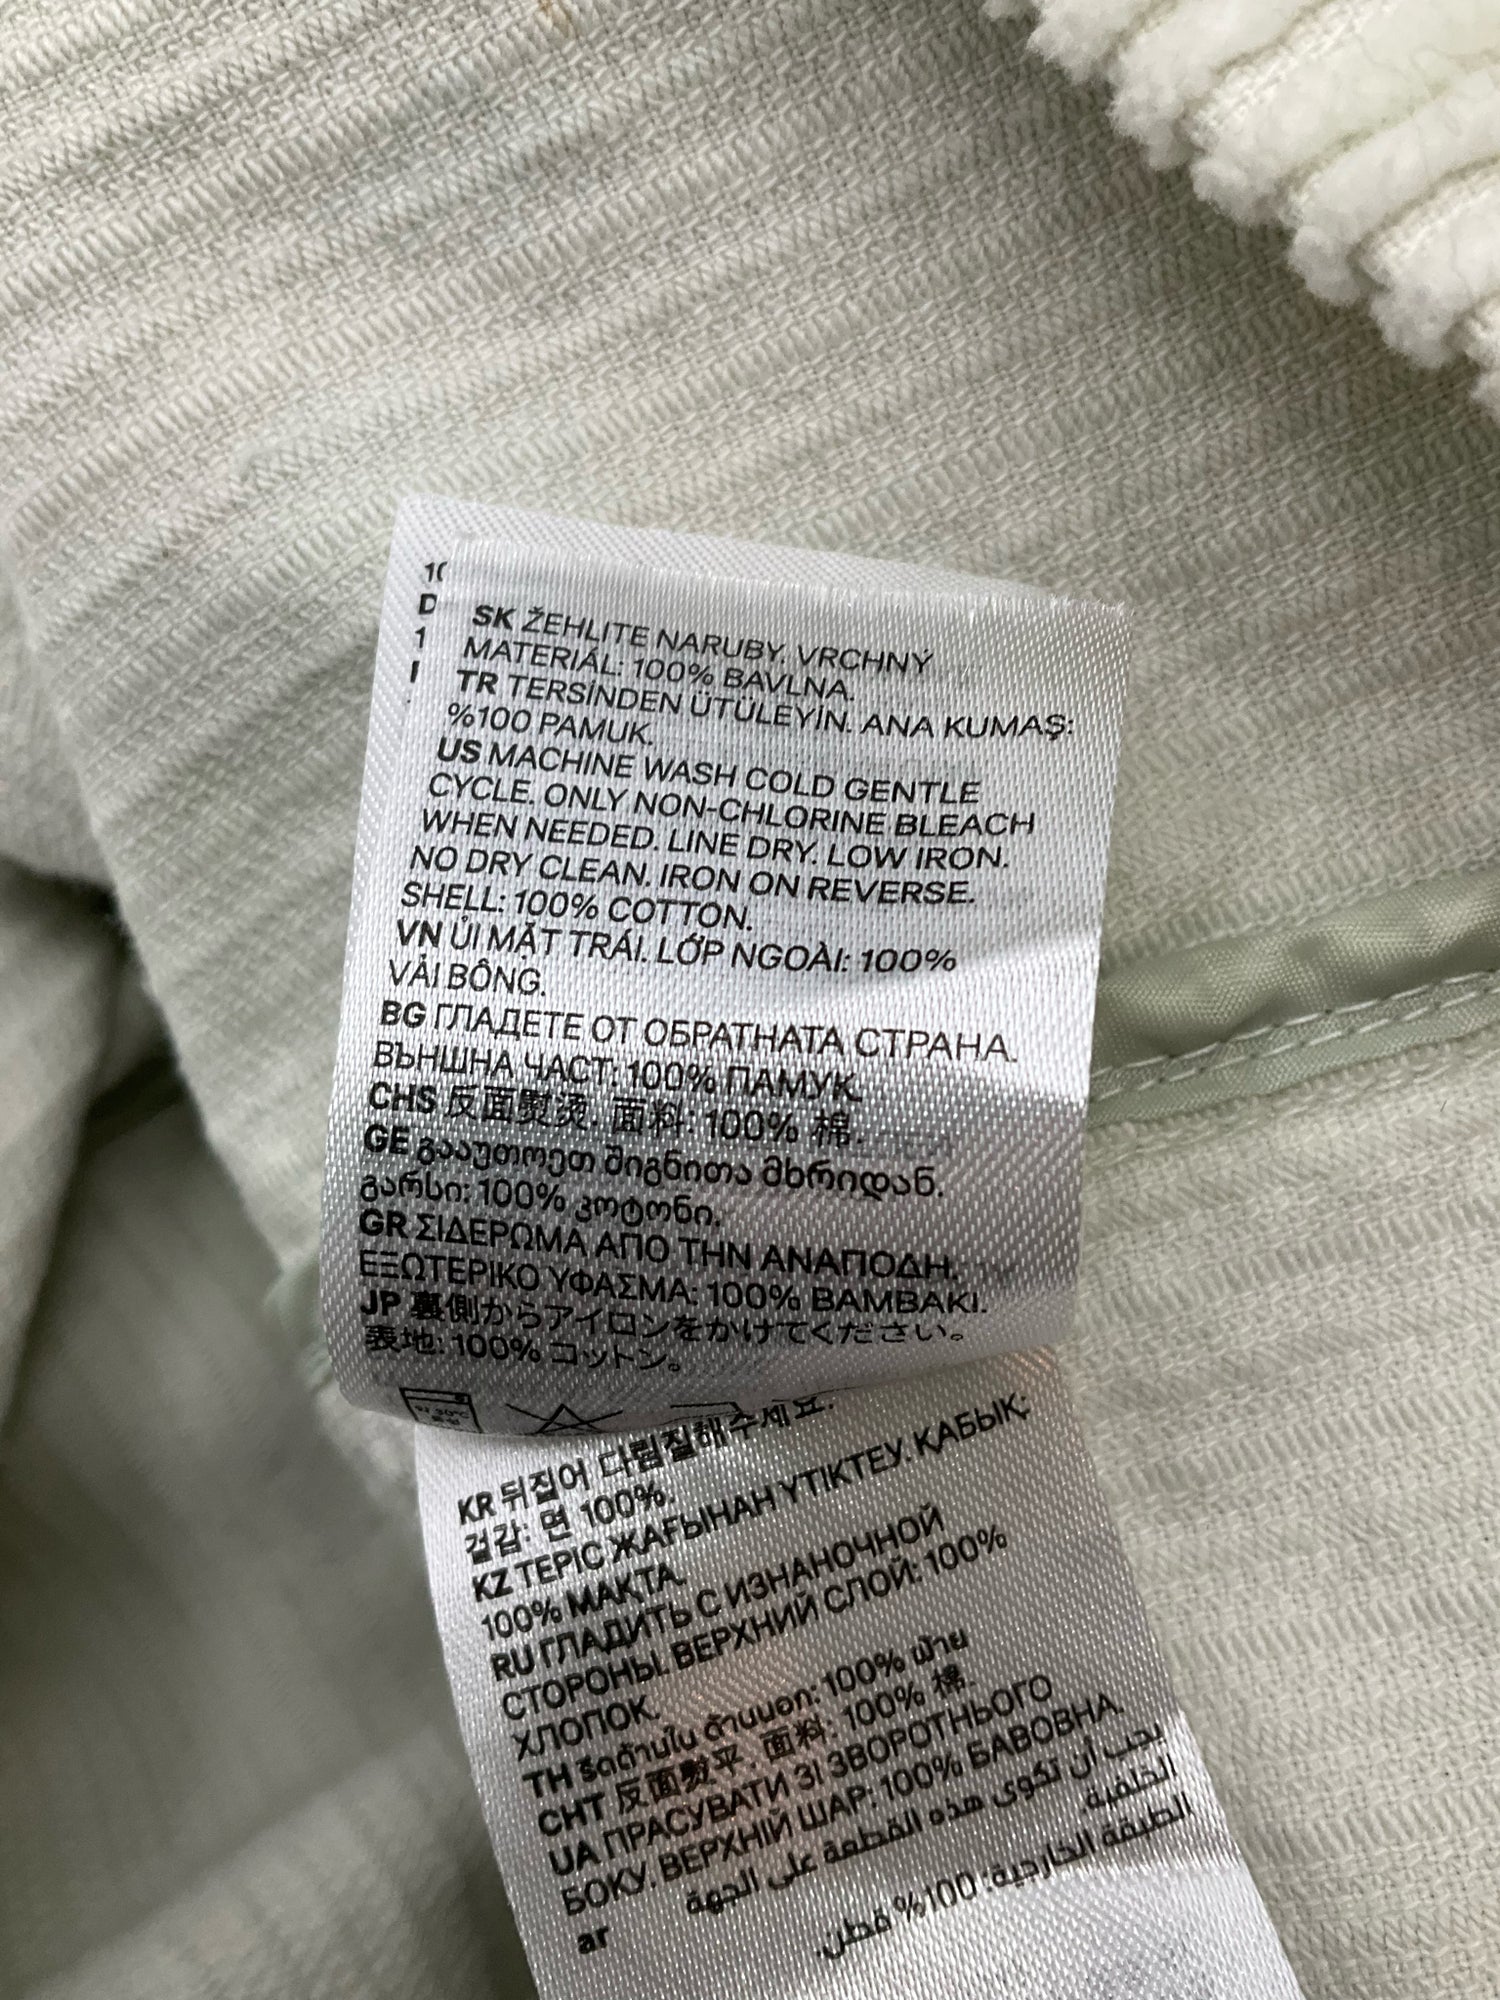 10
D
1
SK ŽEHLITE NARUBY. VRCHNÝ
MATERIÁL: 100% BAVLNA.
TR TERSİNDEN ÜTÜLEYİN. ANA KUMAŞ:
%100 PAMUK.
US MACHINE WASH COLD GENTLE
CYCLE. ONLY NON-CHLORINE BLEACH
WHEN NEEDED. LINE DRY. LOW IRON.
NO DRY CLEAN. IRON ON REVERSE.
SHELL: 100% COTTON.
VN ỦI MẶT TRÁI. LỚP NGOÀI: 100%
VẢI BÔNG.
BG ГЛАДЕТЕ ОТ ОБРАТНАТА СТРАНА.
ВЪНШНА ЧАСТ: 100% ПАМУК.
CHS 反面熨烫. 面料: 100% 棉.
GE გააუთოეთ შიგნითა მხრიდან.
გარსი: 100% კოტონი.
GR ΣΙΔΕΡΩΜΑ ΑΠΟ ΤΗΝ ΑΝΑΠΟΔΗ.
ΕΞΩΤΕΡΙΚΟ ΥΦΑΣΜΑ: 100% BAMBAKI.
JP 裏側からアイロンをかけてください。
表地: 100% コットン。
KR 뒤집어 다림질해주세요.
겉감: 면 100%.
KZ ТЕРІС ЖАҒЫНАН ҮТІКТЕУ. ҚАБЫҚ:
100% МАҚТА.
RU ГЛАДИТЬ С ИЗНАНОЧНОЙ
СТОРОНЫ. ВЕРХНИЙ СЛОЙ: 100%
ХЛОПОК.
TH รีดด้านใน ด้านนอก: 100% ฝ้าย
CHT 反面熨平. 面料: 100% 棉.
UA ПРАСУВАТИ ЗІ ЗВОРОТНЬОГО
БОКУ. ВЕРХНІЙ ШАР: 100% БАВОВНА.
ar يجب أن تكوى هذه القطعة على الجهة
الخلفية.
الطبقة الخارجية: 100% قطن.